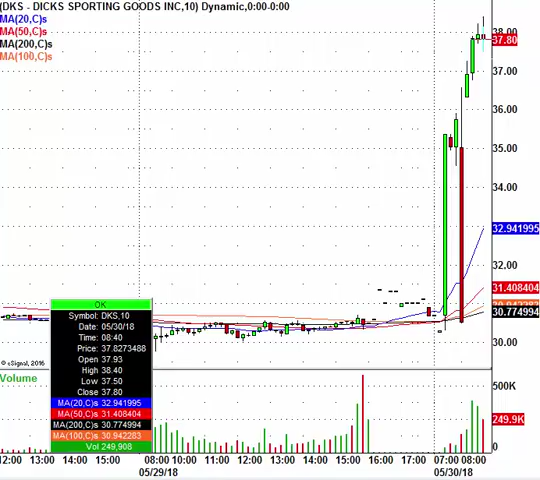 (DKS - DICKS SPORTING GOODS INC,10) Dynamic,0:00-0:00
MA(20,C)s
MA(50,C)s
MA(200,C)s
MA(100,C)s
38.00
37.80
37.00
36.00
35.00
34.00
32.941995
32.00
31.408404
30.942283
30.774994
30.00
OK
Symbol: DKS,10
Date: 05/30/18
Time: 08:40
Price: 37.8273488
Open 37.93
High 38.40
Low 37.50
Close 37.80
MA(20,C)s 32.941995
MA(50,C)s 31.408404
MA(200,C)s 30.774994
MA(100,C)s 30.942283
Vol 249,908
© eSignal, 2016
Volume
500K
249.9K
0
12:00 13:00 14:00 15:00 08:00 10:00 11:00 12:00 13:00 14:00 15:00 17:00 07:00 08:00
05/29/18 05/30/18